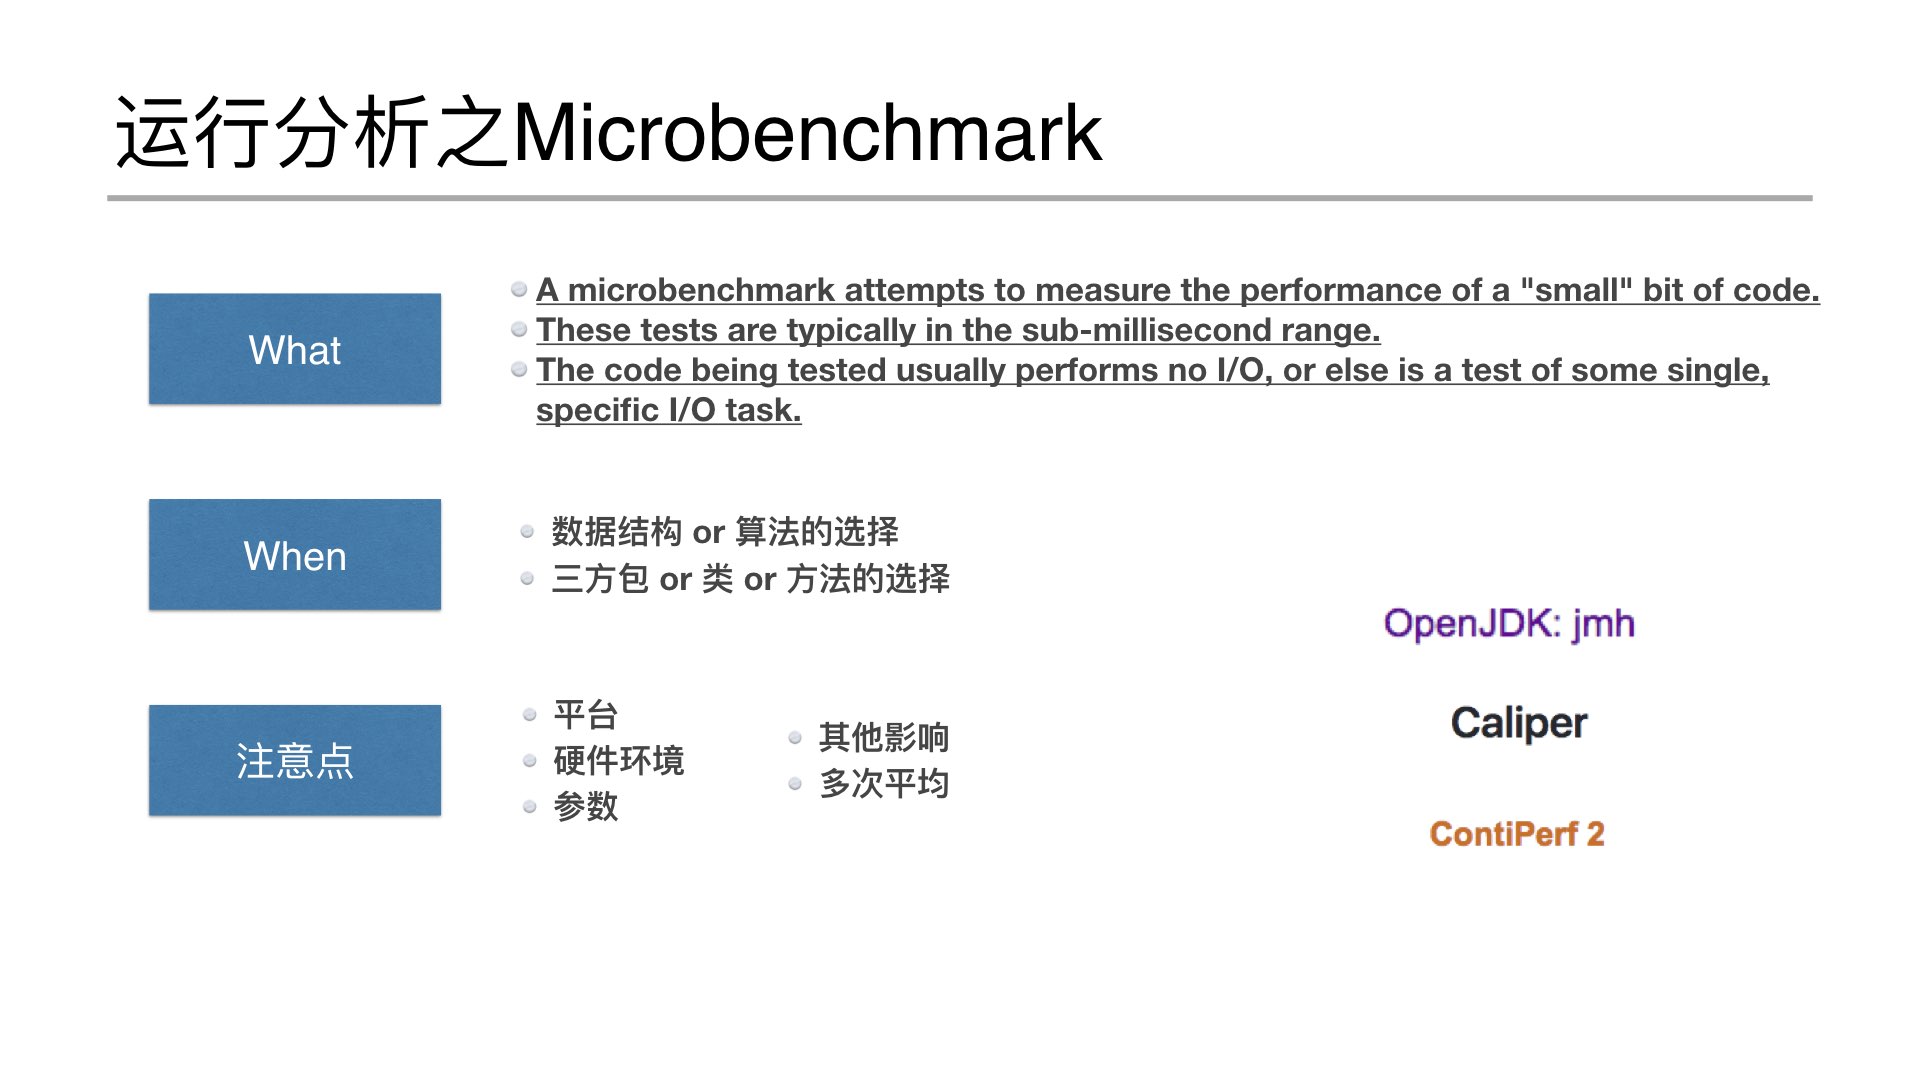 运行分析之Microbenchmark
What
A microbenchmark attempts to measure the performance of a "small" bit of code.
These tests are typically in the sub-millisecond range.
The code being tested usually performs no I/O, or else is a test of some single,
specific I/O task.
When
数据结构 or 算法的选择
三方包 or 类 or 方法的选择
注意点
平台
硬件环境
参数
其他影响
多次平均
OpenJDK: jmh
Caliper
ContiPerf 2